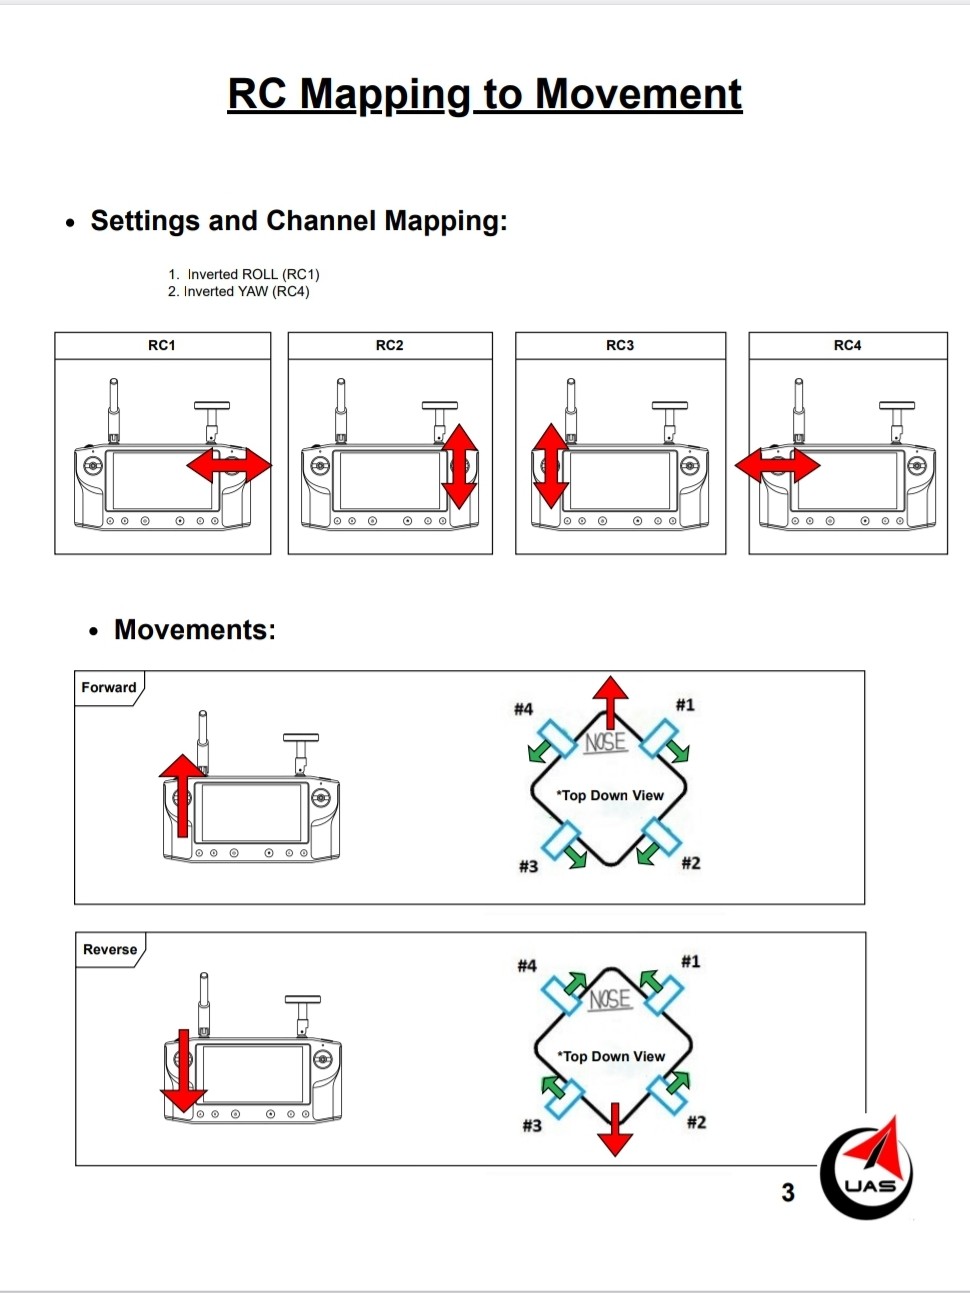 RC Mapping to Movement
• Settings and Channel Mapping:
1. Inverted ROLL (RC1)
2. Inverted YAW (RC4)
RC1
RC2
RC3
RC4
• Movements:
Forward
#4
#1
NOSE
*Top Down View
#3
#2
Reverse
#4
#1
NOSE
*Top Down View
#3
#2
3
UAS